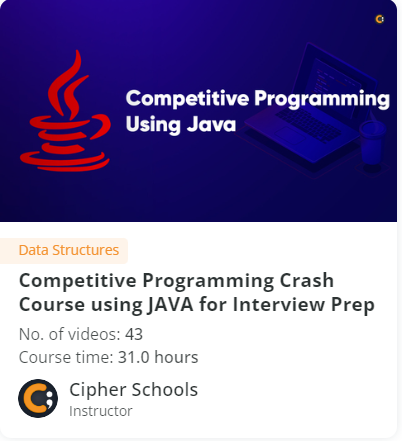 Competitive Programming
Using Java
Data Structures
Competitive Programming Crash
Course using JAVA for Interview Prep
No. of videos: 43
Course time: 31.0 hours
Cipher Schools
Instructor